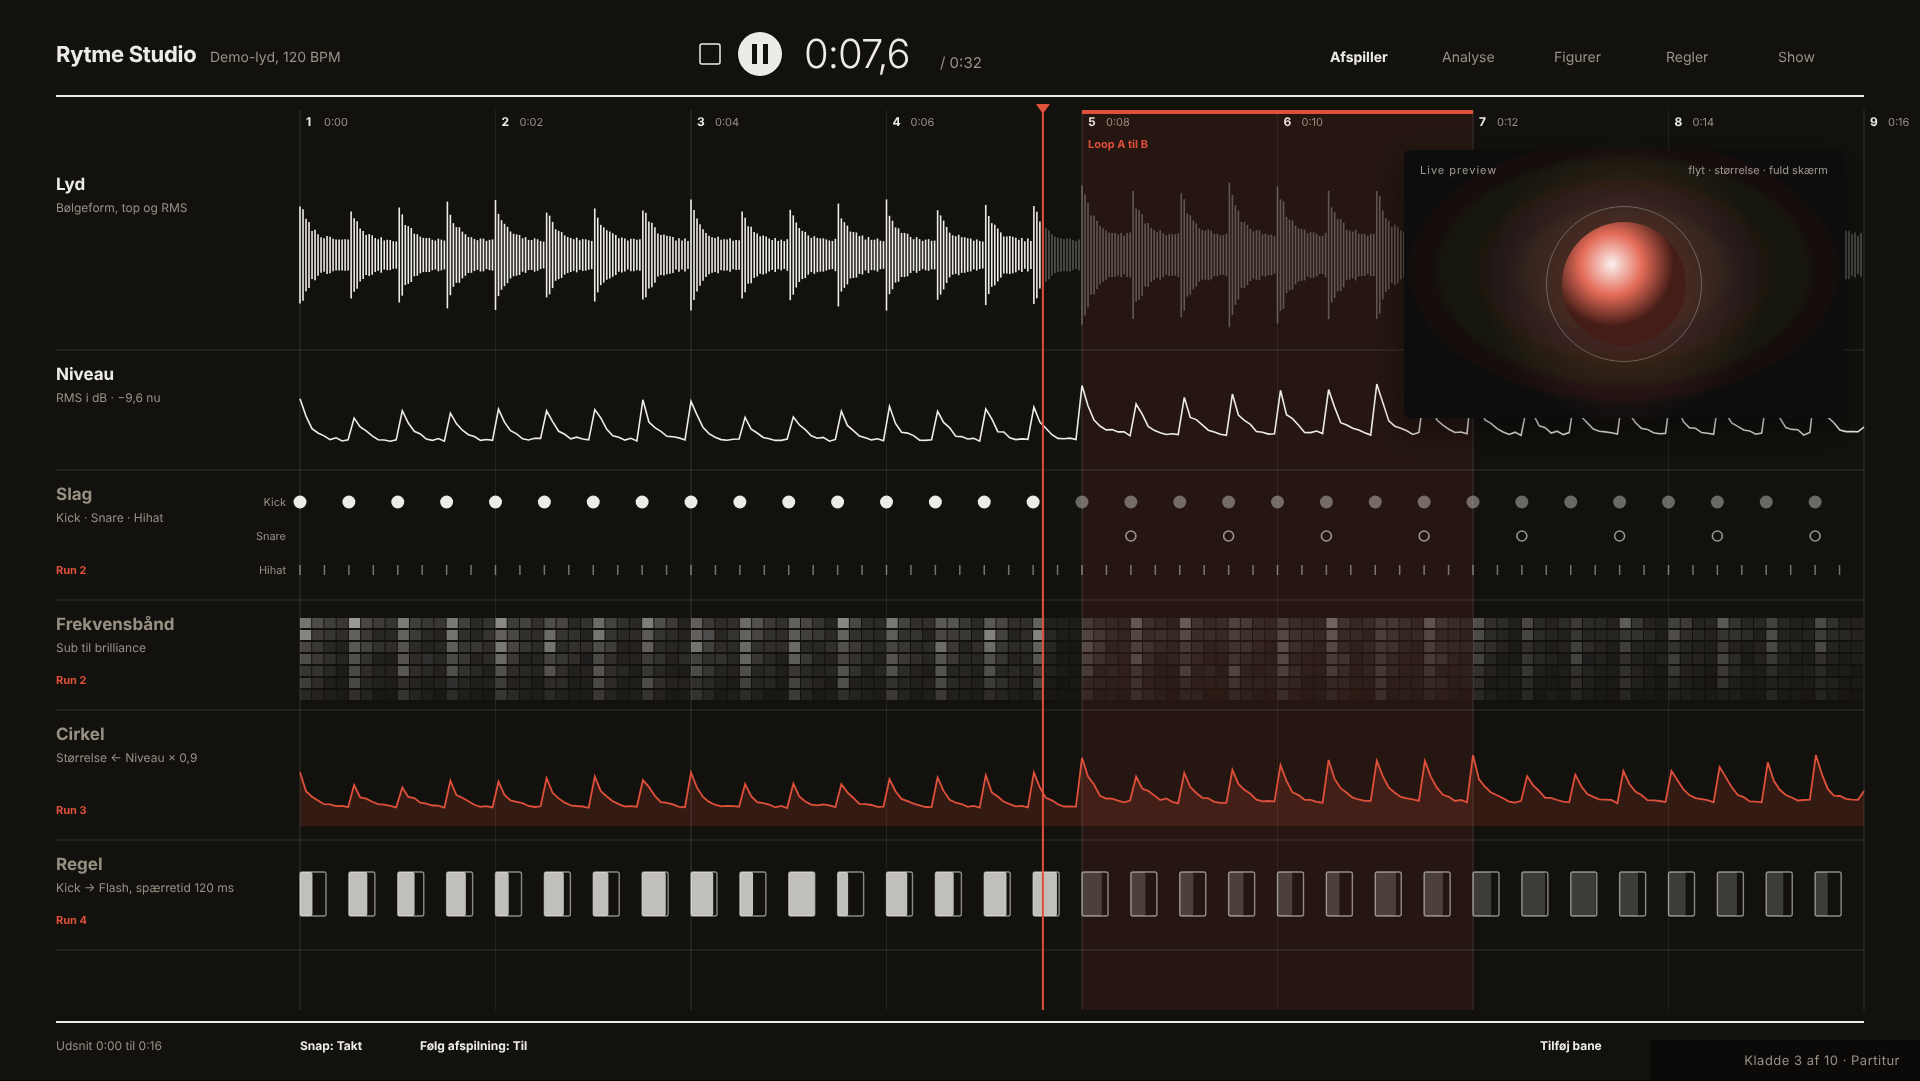 Rytme Studio Demo-lyd, 120 BPM
0:07,6 / 0:32
Afspiller Analyse Figurer Regler Show
1 0:00 2 0:02 3 0:04 4 0:06 5 0:08 6 0:10 7 0:12 8 0:14 9 0:16
Loop A til B
Live preview flyt · størrelse · fuld skærm
Lyd
Bølgeform, top og RMS
Niveau
RMS i dB · −9,6 nu
Slag
Kick · Snare · Hihat
Run 2
Kick
Snare
Hihat
Frekvensbånd
Sub til brilliance
Run 2
Cirkel
Størrelse ← Niveau × 0,9
Run 3
Regel
Kick → Flash, spærretid 120 ms
Run 4
Udsnit 0:00 til 0:16 Snap: Takt Følg afspilning: Til Tilføj bane
Kladde 3 af 10 · Partitur